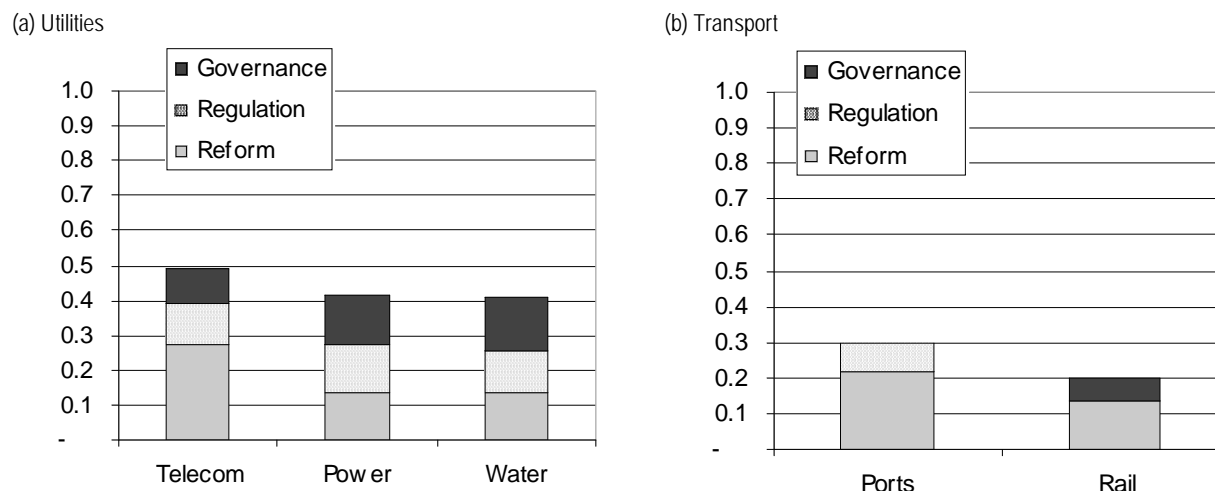 (a) Utilities
Governance
Regulation
Reform
1.0
0.9
0.8
0.7
0.6
0.5
0.4
0.3
0.2
0.1
-
Telecom Power Water
(b) Transport
Governance
Regulation
Reform
1.0
0.9
0.8
0.7
0.6
0.5
0.4
0.3
0.2
0.1
-
Ports Rail